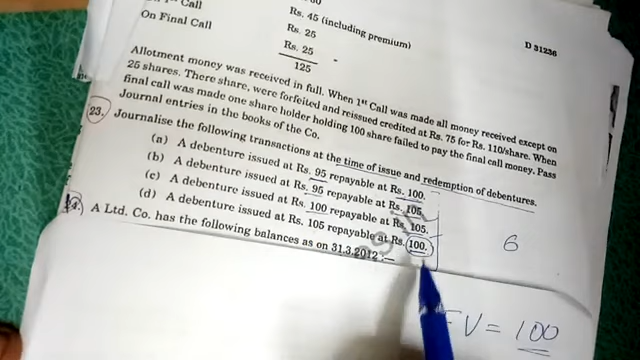 Call
On Final Call
Rs. 45 (including premium)
Rs. 25
Rs. 25
125
D 31236
Allotment money was received in full. When 1st Call was made all money received except on
25 shares. There share, were forfeited and reissued credited at Rs. 75 for Rs. 110/share. When
final call was made one share holder holding 100 share failed to pay the final call money. Pass
Journal entries in the books of the Co.
23. Journalise the following transactions at the time of issue and redemption of debentures.
(a) A debenture issued at Rs. 95 repayable at Rs. 100.
(b) A debenture issued at Rs. 95 repayable at Rs. 105.
(c) A debenture issued at Rs. 100 repayable at Rs. 105.
(d) A debenture issued at Rs. 105 repayable at Rs. 100.
24. A Ltd. Co. has the following balances as on 31.3.2012 :—
6
FV = 100